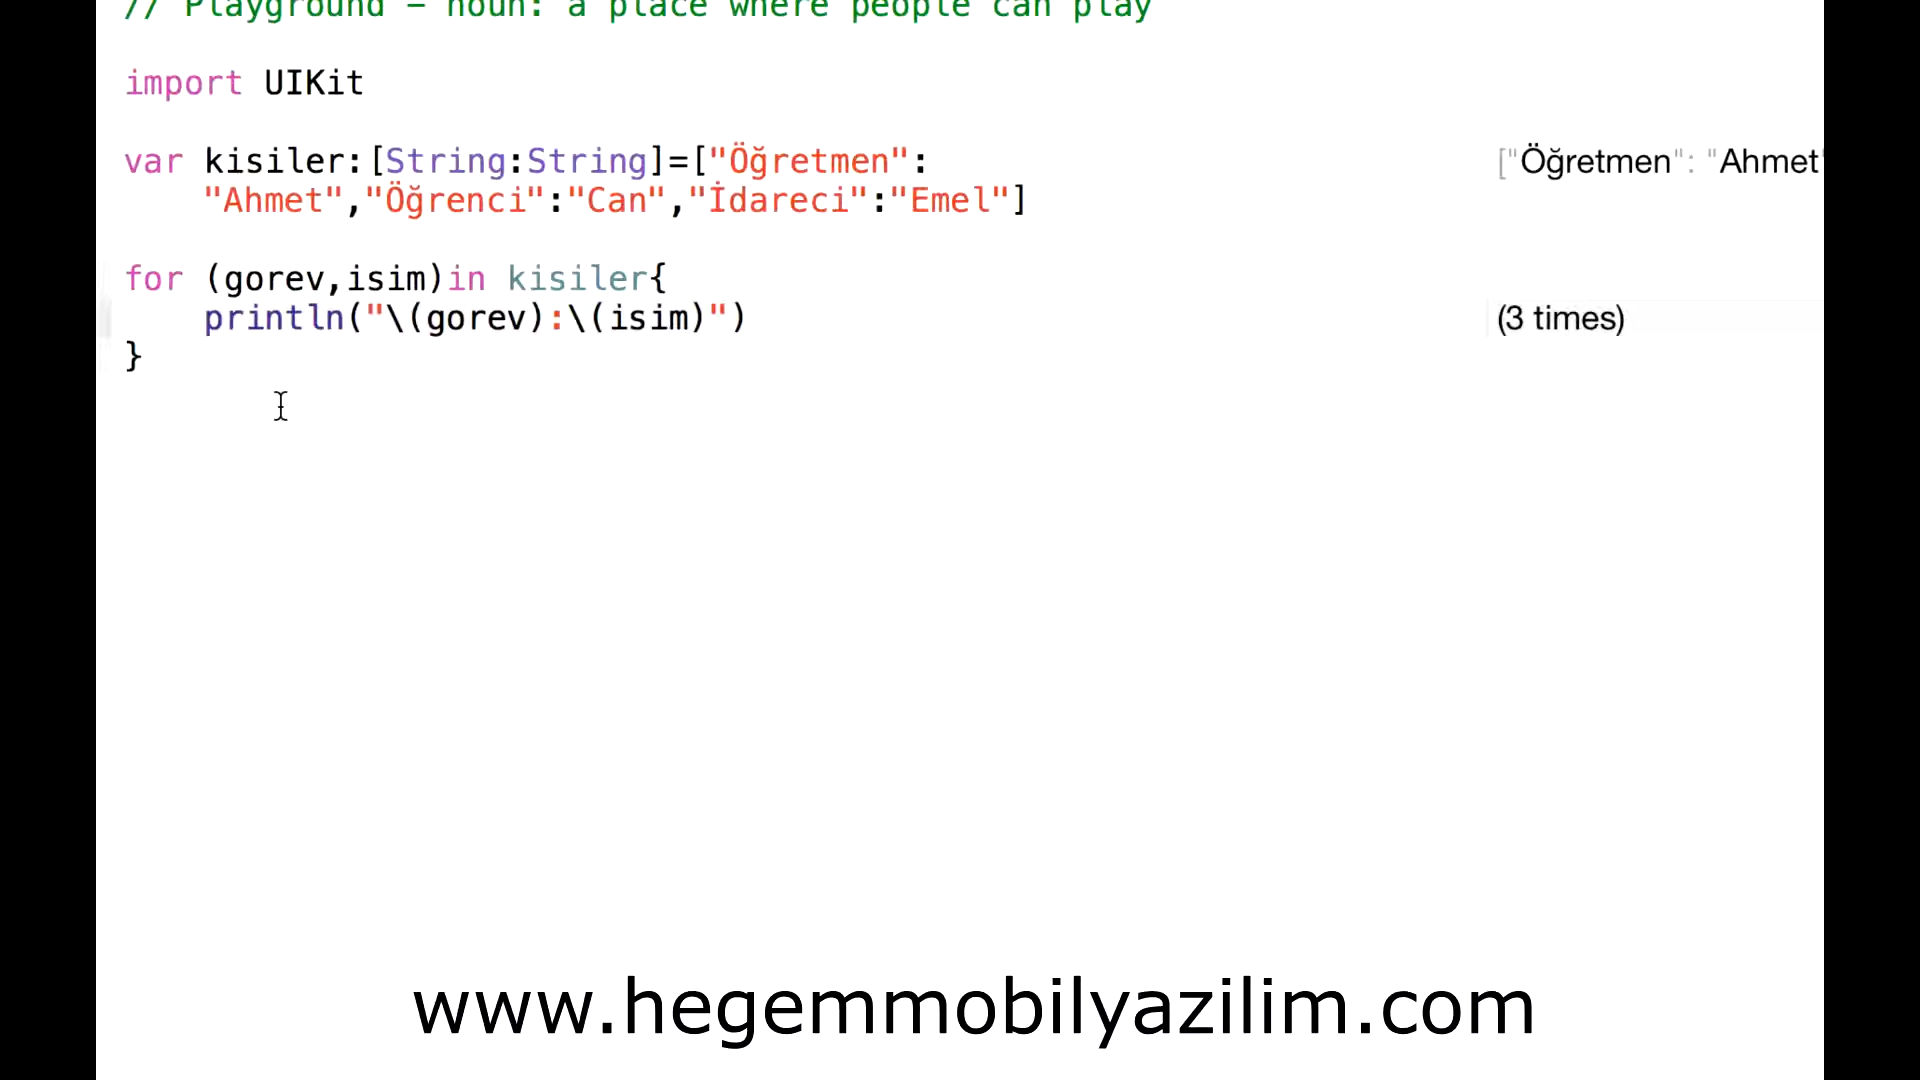 // Playground – noun: a place where people can play
import UIKit
var kisiler:[String:String]=["Öğretmen": ["Öğretmen": "Ahmet"
"Ahmet","Öğrenci":"Can","İdareci":"Emel"]
for (gorev,isim)in kisiler{
println("\(gorev):\(isim)") (3 times)
}
www.hegemmobilyazilim.com